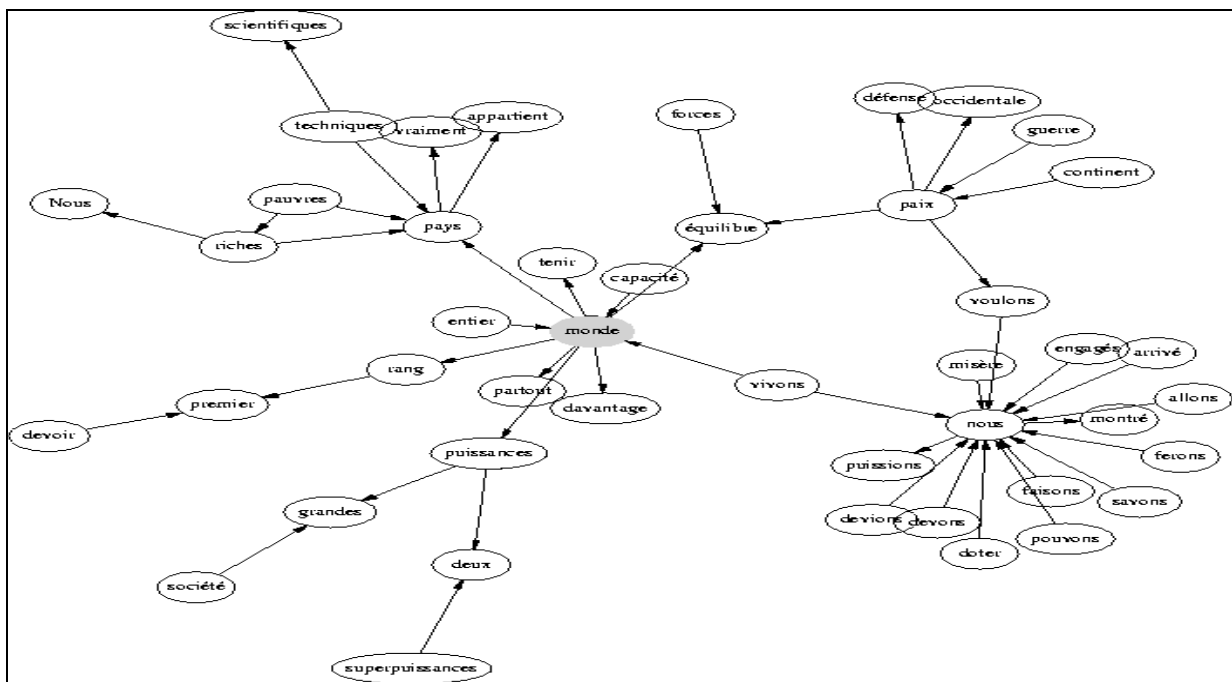 scientifiques
techniques
vraiment
appartient
forces
défense
occidentale
guerre
continent
Nous
pauvres
riches
pays
équilibre
paix
tenir
capacité
voulons
entier
monde
misère
engagés
arrivé
rang
partout
davantage
vivons
allons
premier
nous
montré
devoir
puissances
puissions
ferons
grandes
devions
devons
faisons
savons
société
deux
doter
pouvons
superpuissances